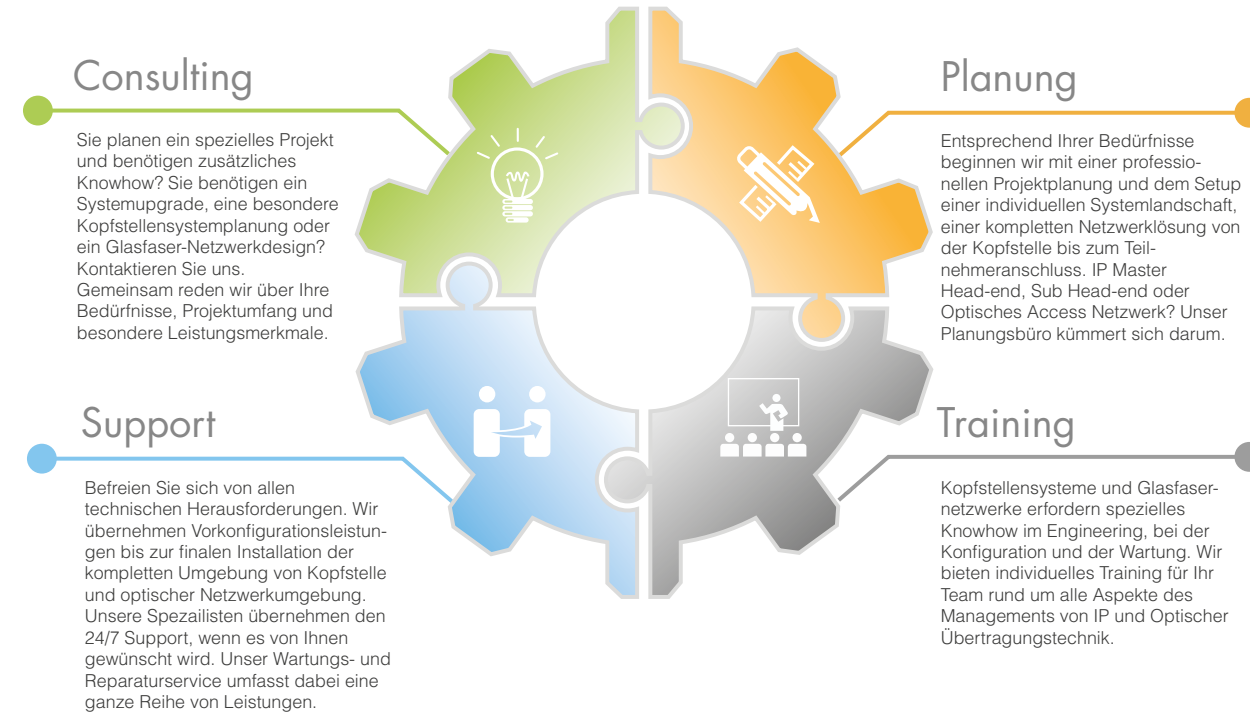 Consulting
Sie planen ein spezielles Projekt
und benötigen zusätzliches
Knowhow? Sie benötigen ein
Systemupgrade, eine besondere
Kopfstellensystemplanung oder
ein Glasfaser-Netzwerkdesign?
Kontaktieren Sie uns.
Gemeinsam reden wir über Ihre
Bedürfnisse, Projektumfang und
besondere Leistungsmerkmale.
Planung
Entsprechend Ihrer Bedürfnisse
beginnen wir mit einer professio-
nellen Projektplanung und dem Setup
einer individuellen Systemlandschaft,
einer kompletten Netzwerklösung von
der Kopfstelle bis zum Teil-
nehmeranschluss. IP Master
Head-end, Sub Head-end oder
Optisches Access Netzwerk? Unser
Planungsbüro kümmert sich darum.
Support
Befreien Sie sich von allen
technischen Herausforderungen. Wir
übernehmen Vorkonfigurationsleistun-
gen bis zur finalen Installation der
kompletten Umgebung von Kopfstelle
und optischer Netzwerkumgebung.
Unsere Spezailisten übernehmen den
24/7 Support, wenn es von Ihnen
gewünscht wird. Unser Wartungs- und
Reparaturservice umfasst dabei eine
ganze Reihe von Leistungen.
Training
Kopfstellensysteme und Glasfaser-
netzwerke erfordern spezielles
Knowhow im Engineering, bei der
Konfiguration und der Wartung. Wir
bieten individuelles Training für Ihr
Team rund um alle Aspekte des
Managements von IP und Optischer
Übertragungstechnik.